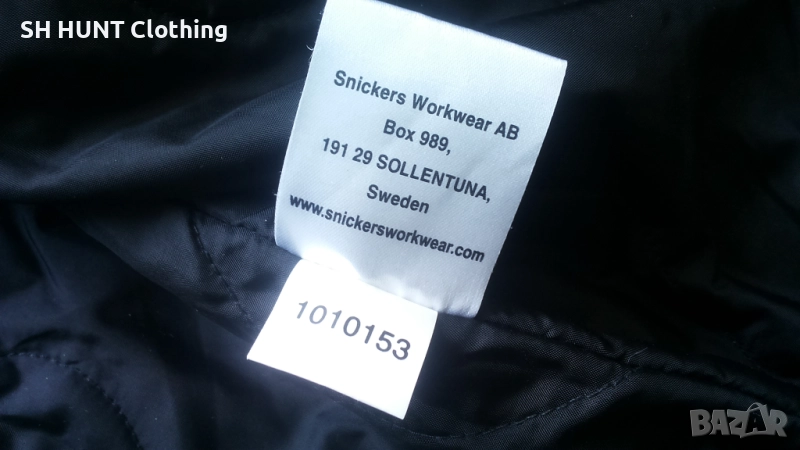 SH HUNT Clothing
Snickers Workwear AB
Box 989,
191 29 SOLLENTUNA,
Sweden
www.snickersworkwear.com
1010153
BAZAR